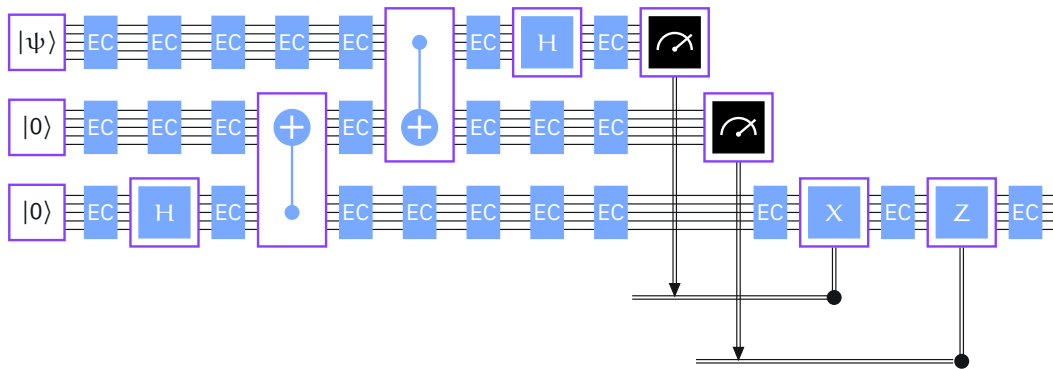 |ψ⟩ EC EC EC EC EC EC H EC
|0⟩ EC EC EC EC EC EC EC
|0⟩ EC H EC EC EC EC EC EC EC X EC Z EC